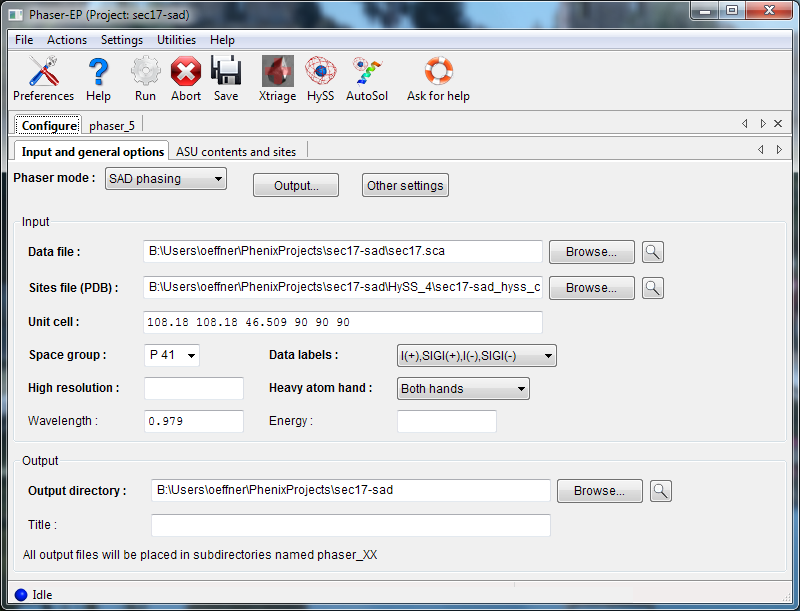 Phaser-EP (Project: sec17-sad)
File Actions Settings Utilities Help
Preferences Help Run Abort Save Xtriage HySS AutoSol Ask for help
Configure phaser_5
Input and general options ASU contents and sites
Phaser mode : SAD phasing Output... Other settings
Input
Data file : B:\Users\oeffner\PhenixProjects\sec17-sad\sec17.sca Browse...
Sites file (PDB) : B:\Users\oeffner\PhenixProjects\sec17-sad\HySS_4\sec17-sad_hyss_c Browse...
Unit cell : 108.18 108.18 46.509 90 90 90
Space group : P 41 Data labels : I(+),SIGI(+),I(-),SIGI(-)
High resolution : Heavy atom hand : Both hands
Wavelength : 0.979 Energy :
Output
Output directory : B:\Users\oeffner\PhenixProjects\sec17-sad Browse...
Title :
All output files will be placed in subdirectories named phaser_XX
Idle